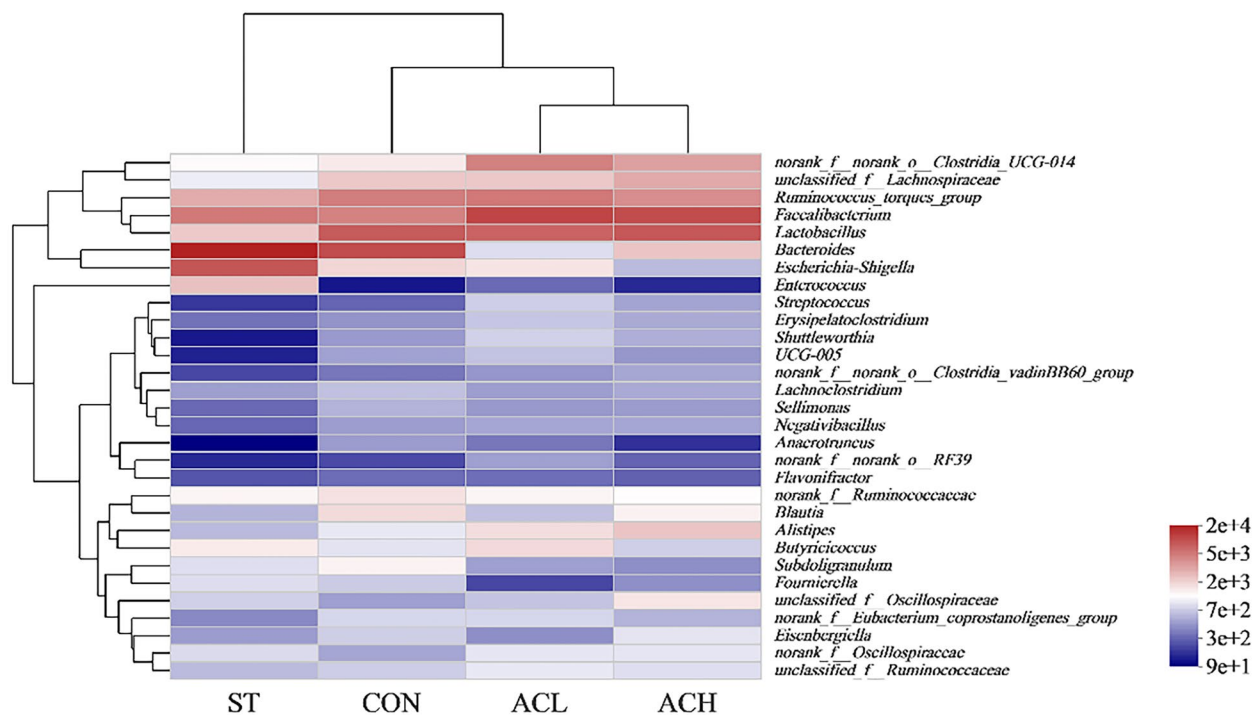 norank_f__norank_o__Clostridia_UCG-014
unclassified_f__Lachnospiraceae
Ruminococcus_torques_group
Faecalibacterium
Lactobacillus
Bacteroides
Escherichia-Shigella
Enterococcus
Streptococcus
Erysipelatoclostridium
Shuttleworthia
UCG-005
norank_f__norank_o__Clostridia_vadinBB60_group
Lachnoclostridium
Sellimonas
Negativibacillus
Anaerotruncus
norank_f__norank_o__RF39
Flavonifractor
norank_f__Ruminococcaceae
Blautia
Alistipes
Butyricicoccus
Subdoligranulum
Fournierella
unclassified_f__Oscillospiraceae
norank_f__Eubacterium_coprostanoligenes_group
Eisenbergiella
norank_f__Oscillospiraceae
unclassified_f__Ruminococcaceae
2e+4
5e+3
2e+3
7e+2
3e+2
9e+1
ST CON ACL ACH